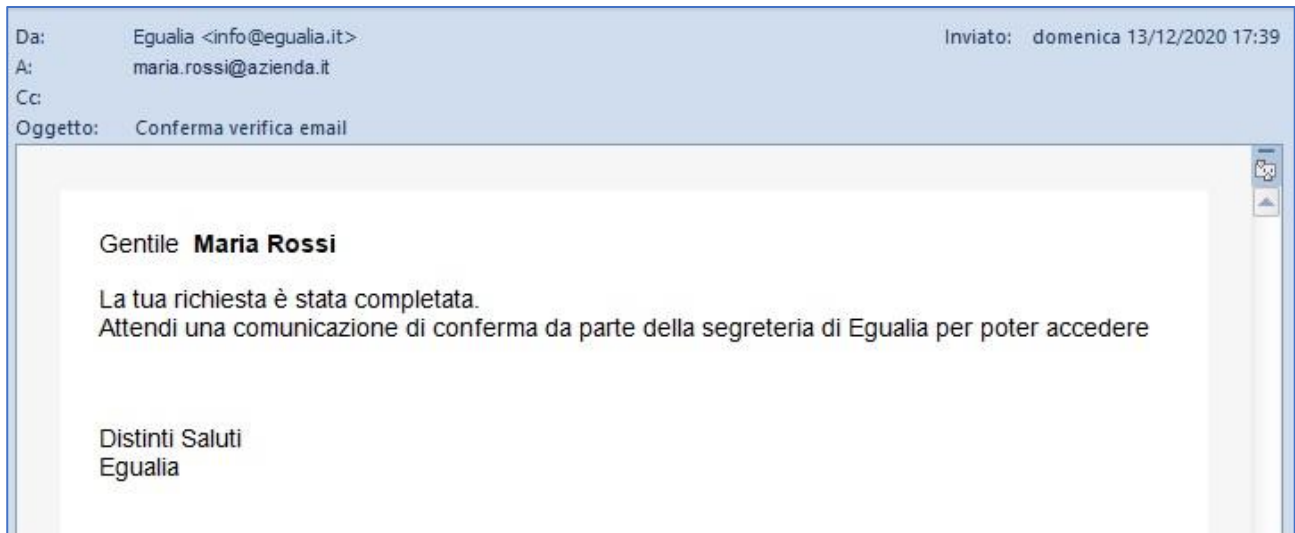 Da: Egualia <info@egualia.it> Inviato: domenica 13/12/2020 17:39
A: maria.rossi@azienda.it
Cc:
Oggetto: Conferma verifica email
Gentile Maria Rossi
La tua richiesta è stata completata.
Attendi una comunicazione di conferma da parte della segreteria di Egualia per poter accedere
Distinti Saluti
Egualia